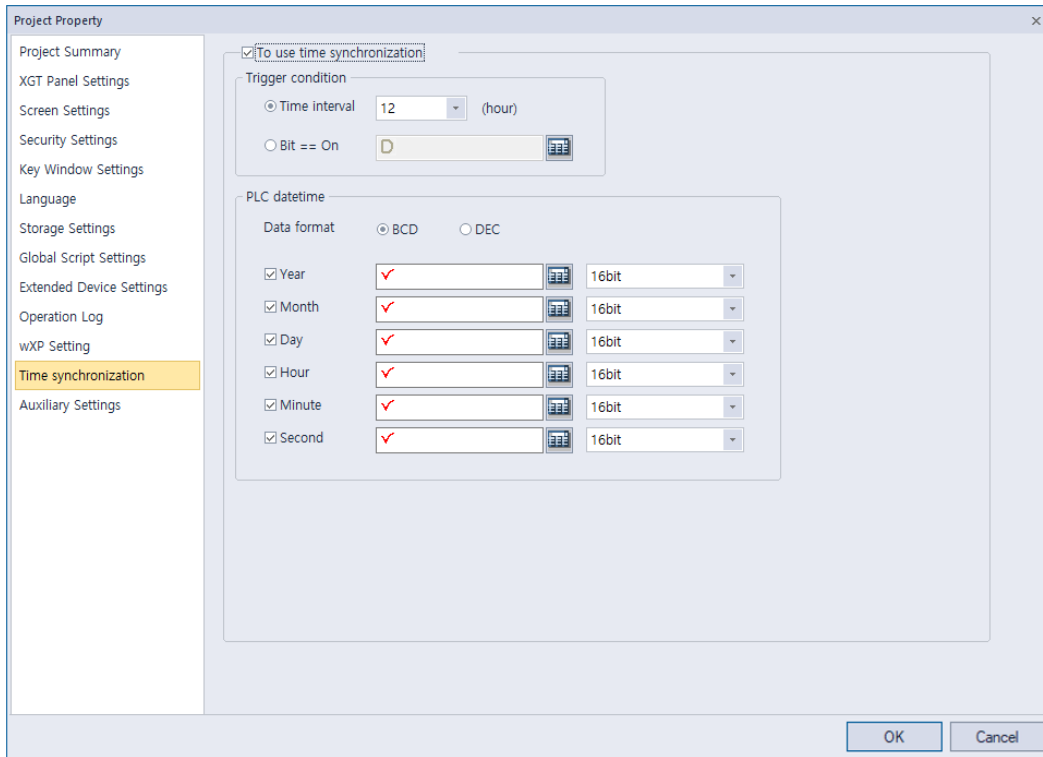 Project Property
Project Summary
XGT Panel Settings
Screen Settings
Security Settings
Key Window Settings
Language
Storage Settings
Global Script Settings
Extended Device Settings
Operation Log
wXP Setting
Time synchronization
Auxiliary Settings
To use time synchronization
Trigger condition
Time interval 12 (hour)
Bit == On D
PLC datetime
Data format BCD DEC
Year 16bit
Month 16bit
Day 16bit
Hour 16bit
Minute 16bit
Second 16bit
OK Cancel